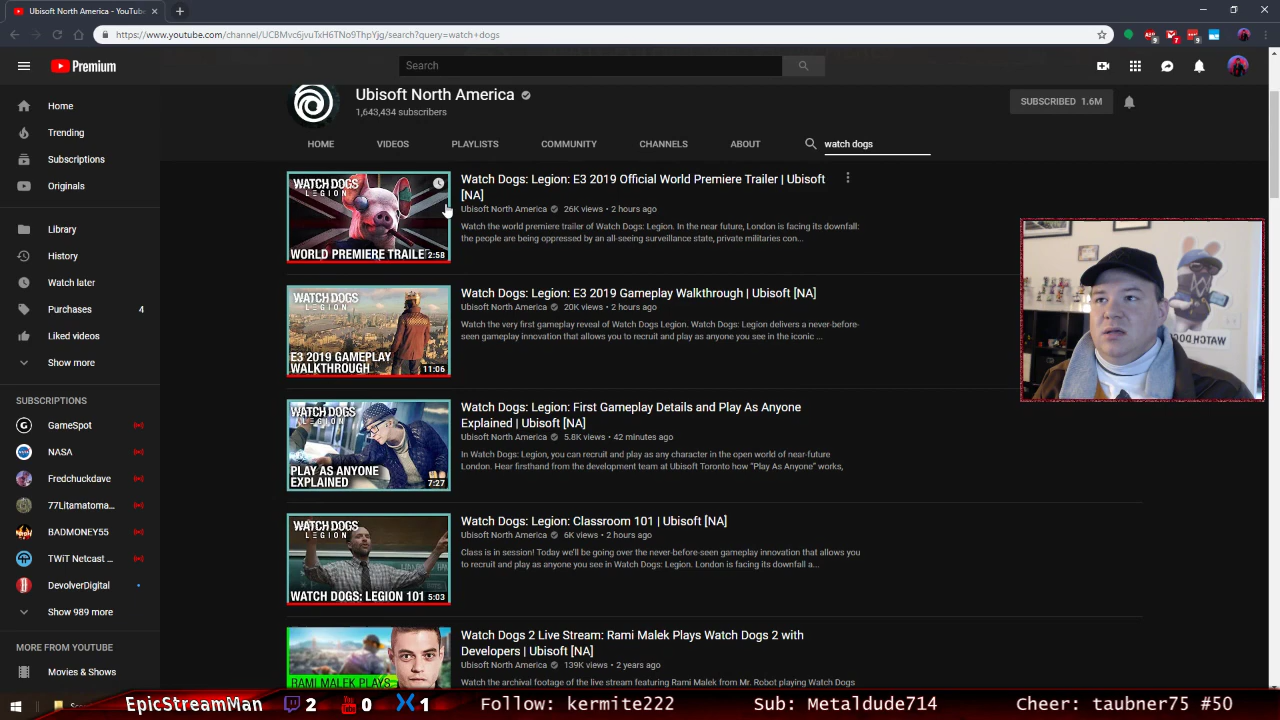 Ubisoft North America - YouTube
https://www.youtube.com/channel/UCBMvc6jvuTxH6TNo9ThpYjg/search?query=watch+dogs
Premium
Search
Home
Trending
Subscriptions
Originals
Library
History
Watch later
Purchases 4
Liked videos
Show more
SUBSCRIPTIONS
GameSpot
NASA
Fredchuckdave
77Litamatoma...
BADMONEY55
TWiT Netcast ...
DevolverDigital
Show 989 more
MORE FROM YOUTUBE
Movies & Shows
Ubisoft North America
1,643,434 subscribers
SUBSCRIBED 1.6M
HOME VIDEOS PLAYLISTS COMMUNITY CHANNELS ABOUT watch dogs
WATCH DOGS
LEGION
WORLD PREMIERE TRAILE 2:58
Watch Dogs: Legion: E3 2019 Official World Premiere Trailer | Ubisoft
[NA]
Ubisoft North America 26K views • 2 hours ago
Watch the world premiere trailer of Watch Dogs: Legion. In the near future, London is facing its downfall:
the people are being oppressed by an all-seeing surveillance state, private militaries con...
WATCH DOGS
LEGION
E3 2019 GAMEPLAY
WALKTHROUGH 11:06
Watch Dogs: Legion: E3 2019 Gameplay Walkthrough | Ubisoft [NA]
Ubisoft North America 20K views • 2 hours ago
Watch the very first gameplay reveal of Watch Dogs Legion. Watch Dogs: Legion delivers a never-before-
seen gameplay innovation that allows you to recruit and play as anyone you see in the iconic ...
WATCH DOGS
LEGION
PLAY AS ANYONE
EXPLAINED 7:27
Watch Dogs: Legion: First Gameplay Details and Play As Anyone
Explained | Ubisoft [NA]
Ubisoft North America 5.8K views • 42 minutes ago
In Watch Dogs: Legion, you can recruit and play as any character in the open world of near-future
London. Hear firsthand from the development team at Ubisoft Toronto how "Play As Anyone" works,
WATCH DOGS
LEGION
WATCH DOGS: LEGION 101 5:03
Watch Dogs: Legion: Classroom 101 | Ubisoft [NA]
Ubisoft North America 6K views • 2 hours ago
Class is in session! Today we'll be going over the never-before-seen gameplay innovation that allows you
to recruit and play as anyone you see in Watch Dogs: Legion. London is facing its downfall a...
RAMI MALEK PLAYS
Watch Dogs 2 Live Stream: Rami Malek Plays Watch Dogs 2 with
Developers | Ubisoft [NA]
Ubisoft North America 139K views • 2 years ago
Watch the archival footage of the live stream featuring Rami Malek from Mr. Robot playing Watch Dogs
EpicStreamMan 2 0 1 Follow: kermite222 Sub: Metaldude714 Cheer: taubner75 #50